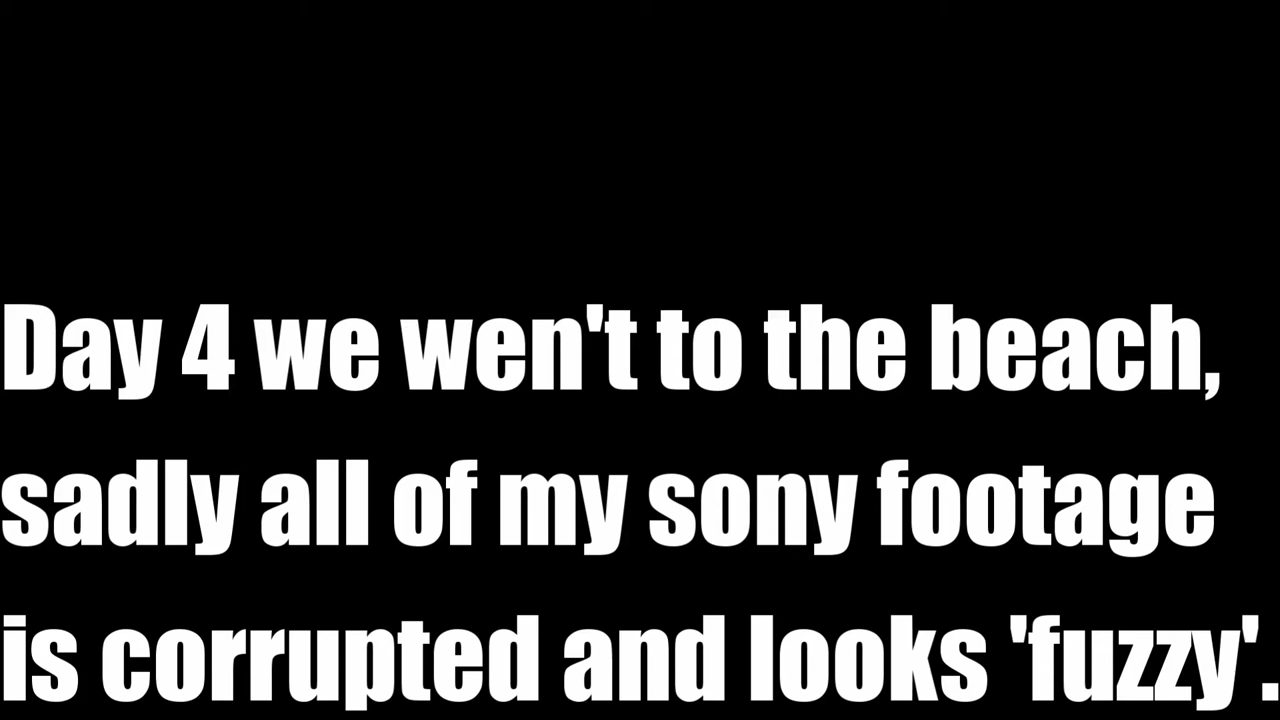 Day 4 we wen't to the beach,
sadly all of my sony footage
is corrupted and looks 'fuzzy'.